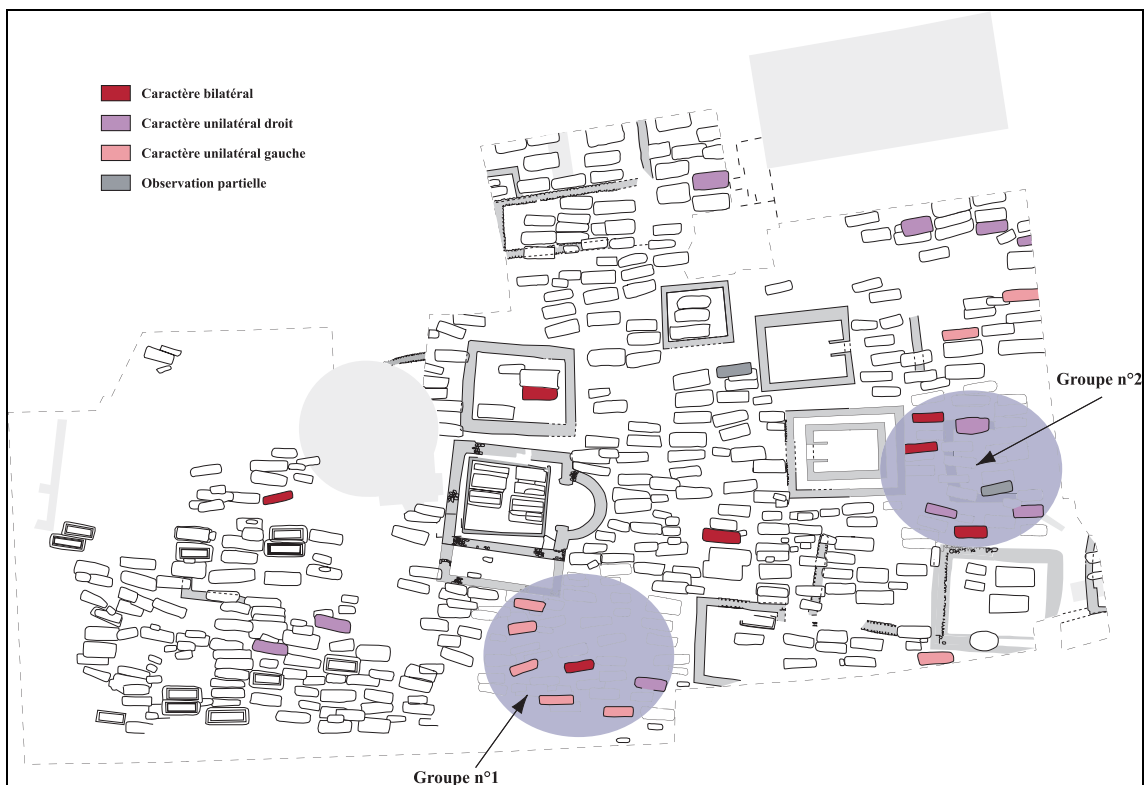 Caractère bilatéral
Caractère unilatéral droit
Caractère unilatéral gauche
Observation partielle
Groupe n°2
Groupe n°1